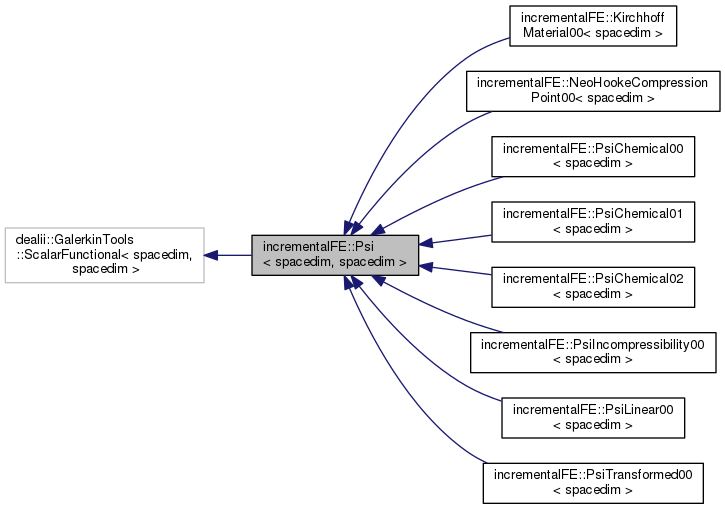 dealii::GalerkinTools
::ScalarFunctional< spacedim,
spacedim >
incrementalFE::Psi
< spacedim, spacedim >
incrementalFE::Kirchhoff
Material00< spacedim >
incrementalFE::NeoHookeCompression
Point00< spacedim >
incrementalFE::PsiChemical00
< spacedim >
incrementalFE::PsiChemical01
< spacedim >
incrementalFE::PsiChemical02
< spacedim >
incrementalFE::PsiIncompressibility00
< spacedim >
incrementalFE::PsiLinear00
< spacedim >
incrementalFE::PsiTransformed00
< spacedim >